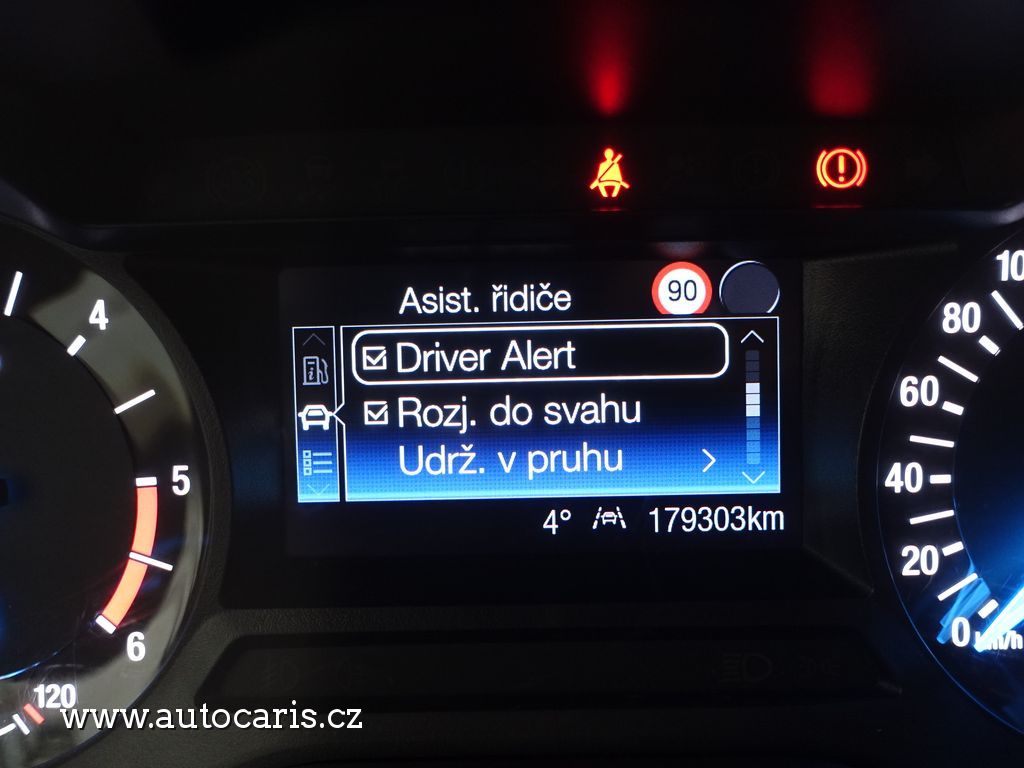 90
Asist. řidiče
Driver Alert
Rozj. do svahu
Udrž. v pruhu
4° 179303km
4
5
6
120
10
80
60
40
20
0 km/h
www.autocaris.cz